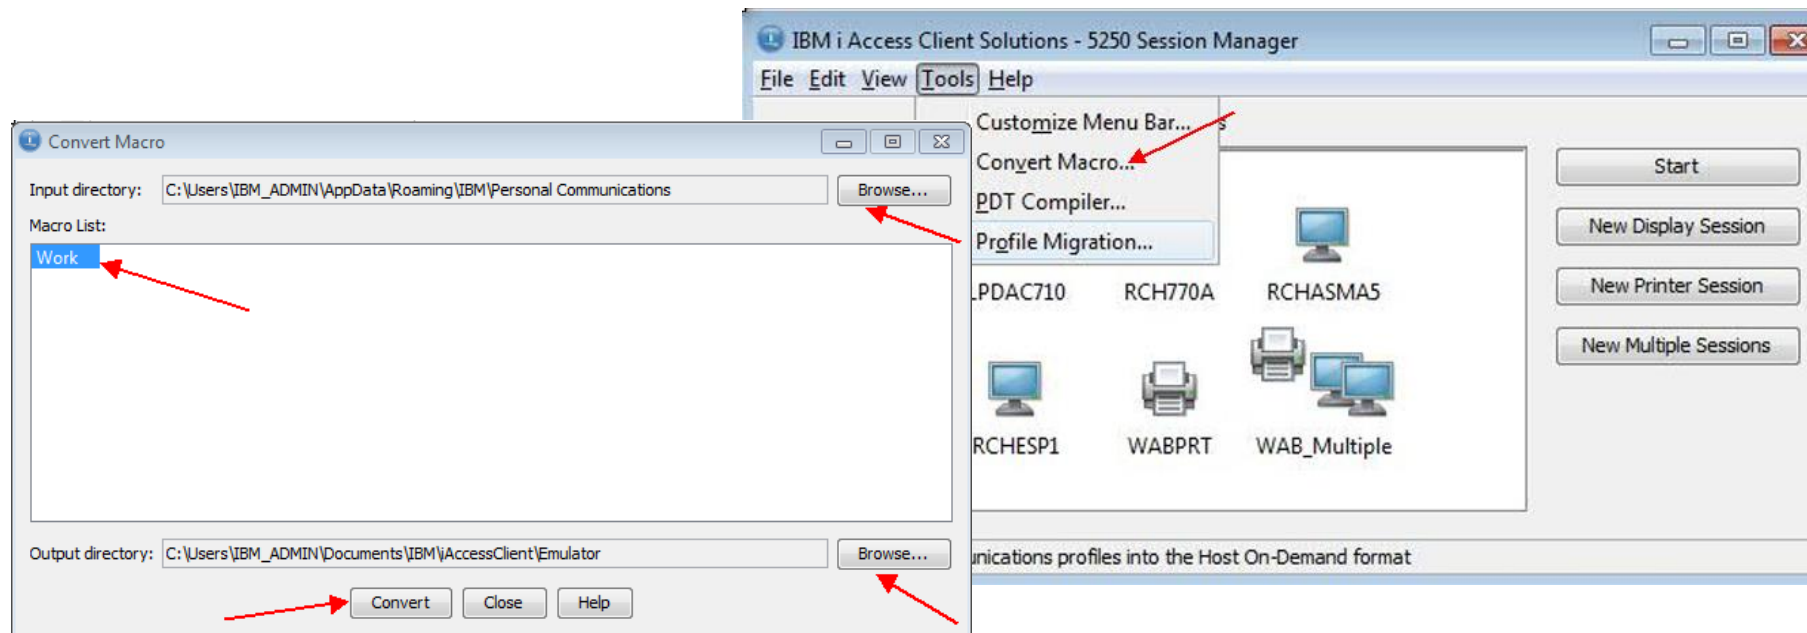 IBM i Access Client Solutions - 5250 Session Manager
File Edit View Tools Help
Customize Menu Bar...
Convert Macro...
PDT Compiler...
Profile Migration...
RCH770A
RCHASMA5
RCHESP1
WABPRT
WAB_Multiple
Start
New Display Session
New Printer Session
New Multiple Sessions
profiles into the Host On-Demand format
Convert Macro
Input directory: C:\Users\IBM_ADMIN\AppData\Roaming\IBM\Personal Communications Browse...
Macro List:
Work
Output directory: C:\Users\IBM_ADMIN\Documents\IBM\iAccessClient\Emulator Browse...
Convert Close Help